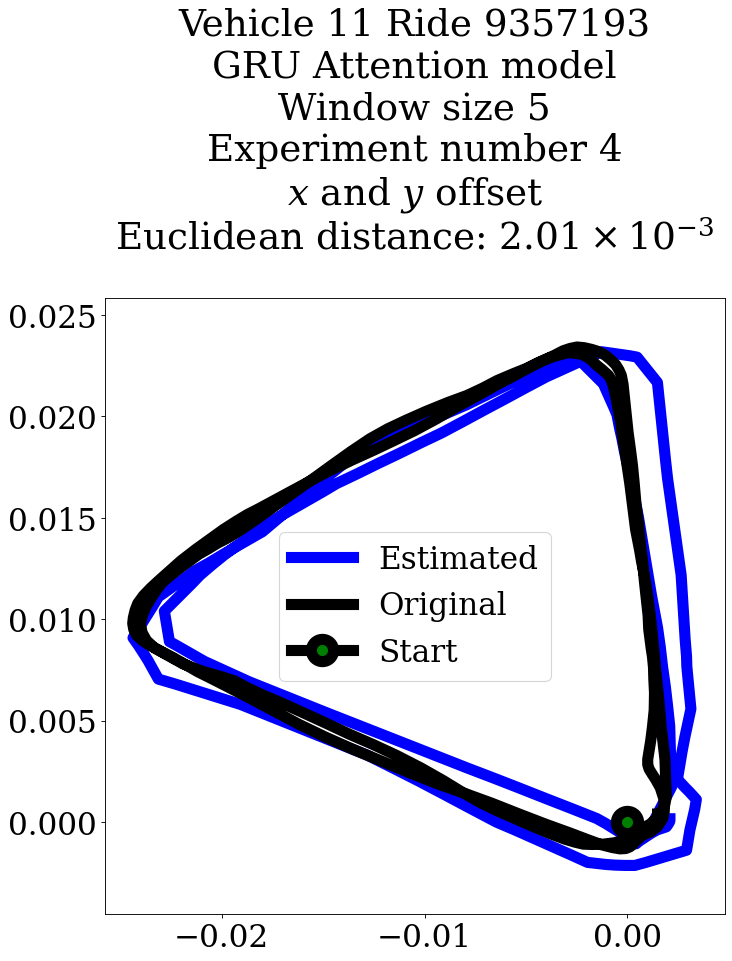 Vehicle 11 Ride 9357193
GRU Attention model
Window size 5
Experiment number 4
x and y offset
Euclidean distance: 2.01 × 10⁻³
0.025
0.020
0.015
0.010
0.005
0.000
Estimated
Original
Start
−0.02
−0.01
0.00